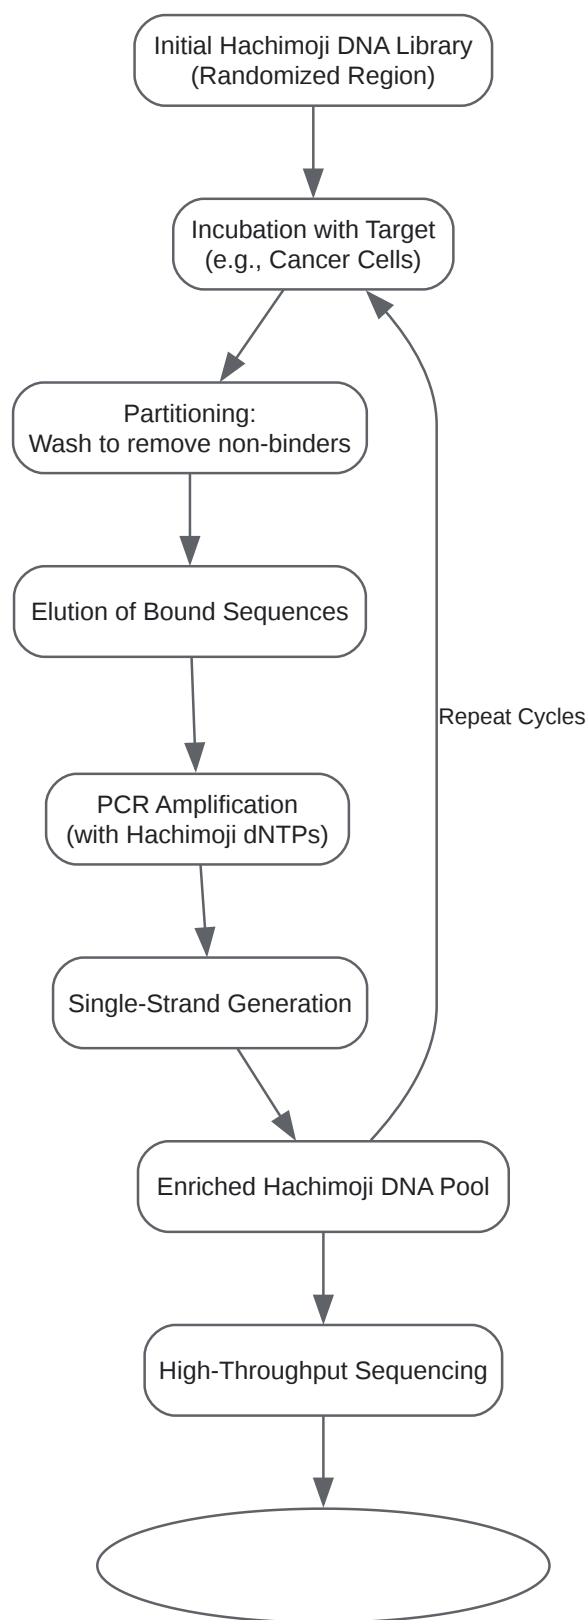 Initial Hachimoji DNA Library
(Randomized Region)
Incubation with Target
(e.g., Cancer Cells)
Partitioning:
Wash to remove non-binders
Elution of Bound Sequences
Repeat Cycles
PCR Amplification
(with Hachimoji dNTPs)
Single-Strand Generation
Enriched Hachimoji DNA Pool
High-Throughput Sequencing